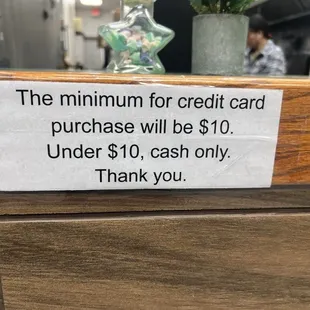 The minimum for credit card
purchase will be $10.
Under $10, cash only.
Thank you.